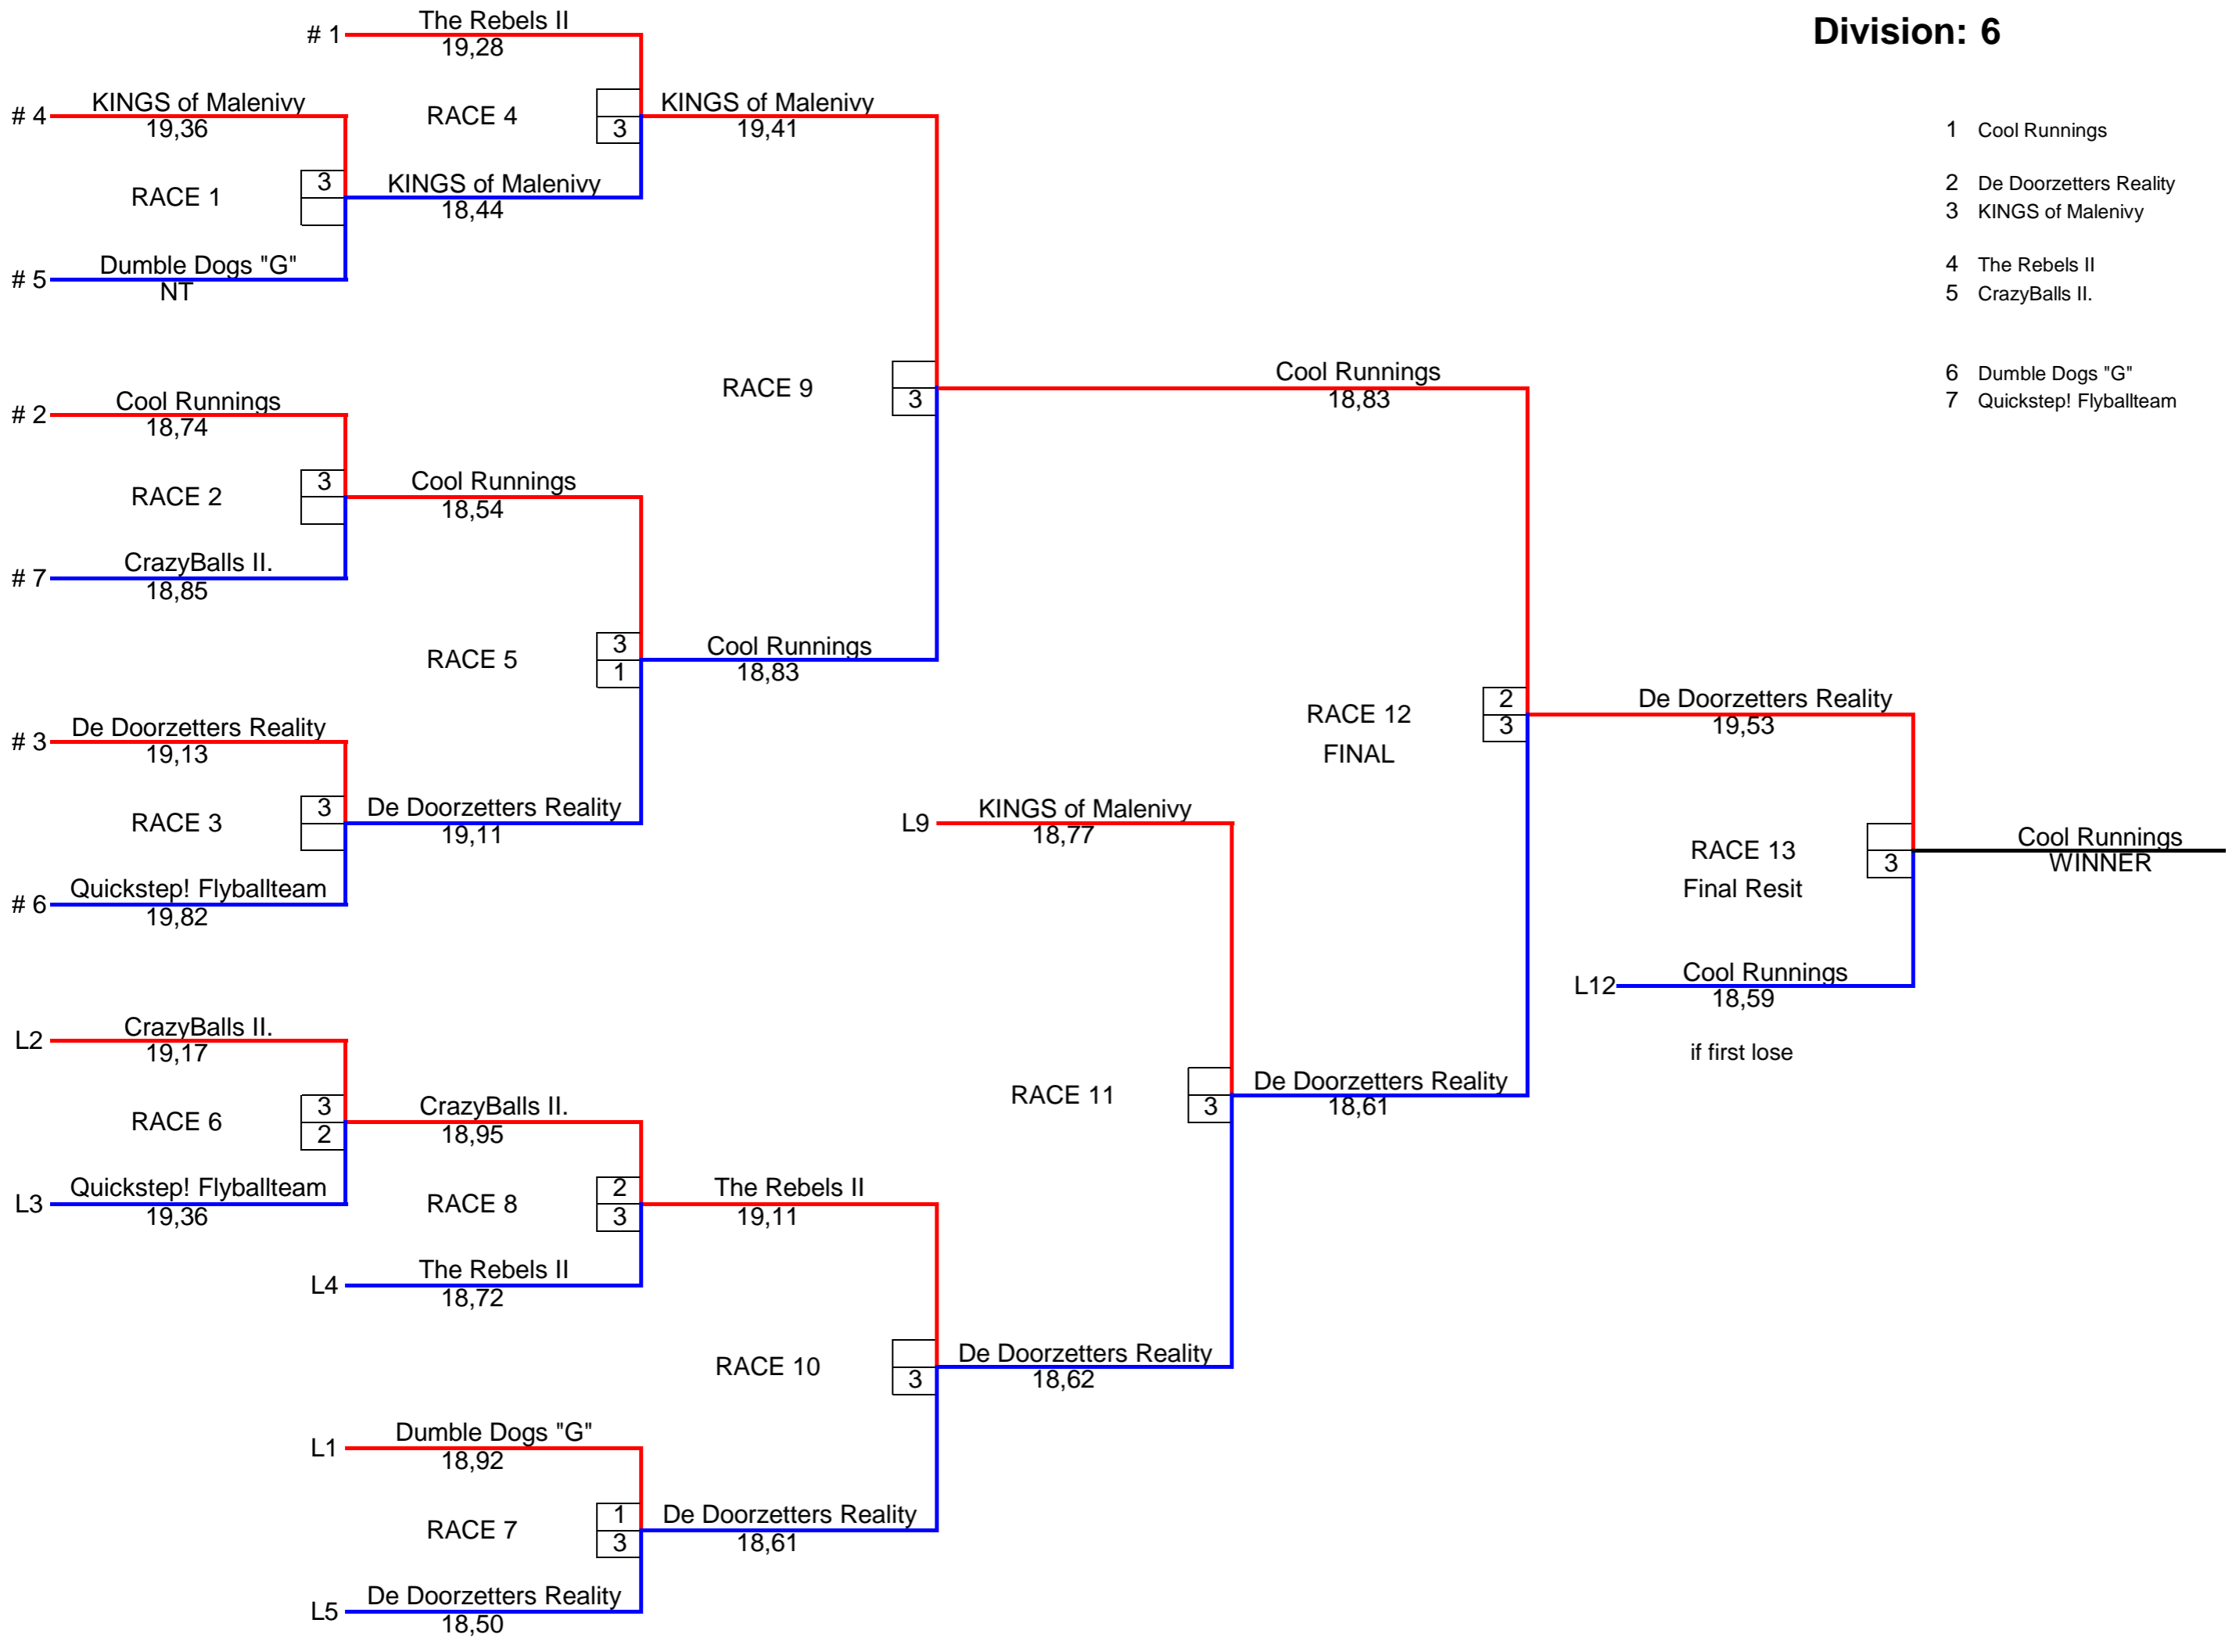 Division: 6
# 1
The Rebels II
19,28
# 4
KINGS of Malenivy
19,36
RACE 4
3
KINGS of Malenivy
19,41
RACE 1
3
KINGS of Malenivy
18,44
# 5
Dumble Dogs "G"
NT
1 Cool Runnings
2 De Doorzetters Reality
3 KINGS of Malenivy
4 The Rebels II
5 CrazyBalls II.
6 Dumble Dogs "G"
7 Quickstep! Flyballteam
RACE 9
3
Cool Runnings
18,83
# 2
Cool Runnings
18,74
RACE 2
3
Cool Runnings
18,54
# 7
CrazyBalls II.
18,85
RACE 5
3
1
Cool Runnings
18,83
# 3
De Doorzetters Reality
19,13
RACE 3
3
De Doorzetters Reality
19,11
# 6
Quickstep! Flyballteam
19,82
RACE 12
FINAL
2
3
De Doorzetters Reality
19,53
L9
KINGS of Malenivy
18,77
RACE 13
Final Resit
3
Cool Runnings
WINNER
L12
Cool Runnings
18,59
if first lose
L2
CrazyBalls II.
19,17
RACE 6
3
2
CrazyBalls II.
18,95
L3
Quickstep! Flyballteam
19,36
RACE 8
2
3
The Rebels II
19,11
L4
The Rebels II
18,72
RACE 11
3
De Doorzetters Reality
18,61
RACE 10
3
De Doorzetters Reality
18,62
L1
Dumble Dogs "G"
18,92
RACE 7
1
3
De Doorzetters Reality
18,61
L5
De Doorzetters Reality
18,50